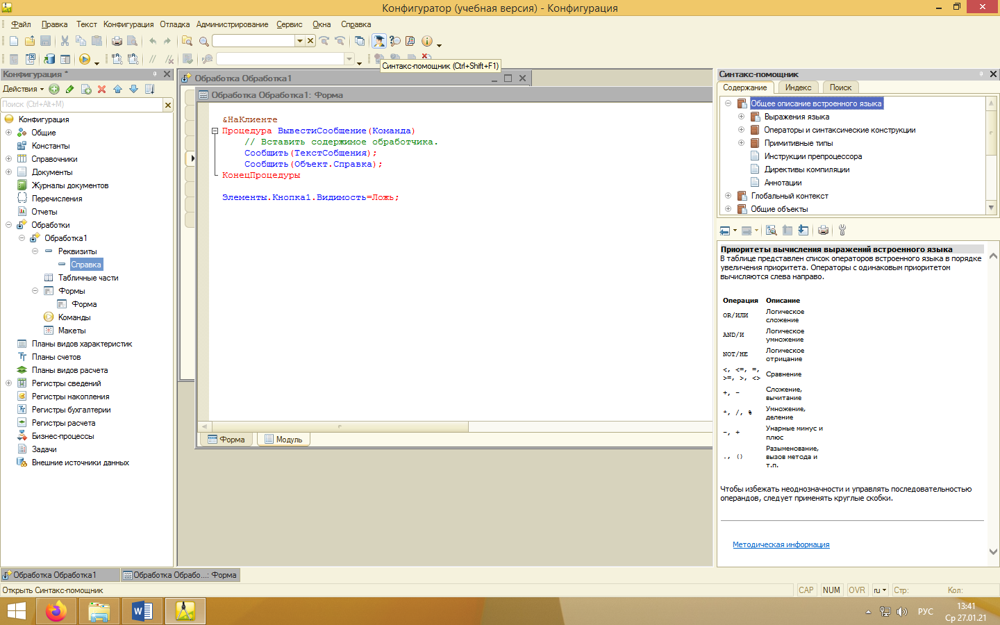 Конфигуратор (учебная версия) - Конфигурация
Файл Правка Текст Конфигурация Отладка Администрирование Сервис Окна Справка
Синтакс-помощник (Ctrl+Shift+F1)
Конфигурация *
Действия
Поиск (Ctrl+Alt+M)
Конфигурация
Общие
Константы
Справочники
Документы
Журналы документов
Перечисления
Отчеты
Обработки
Обработка1
Реквизиты
Справка
Табличные части
Формы
Форма
Команды
Макеты
Планы видов характеристик
Планы счетов
Планы видов расчета
Регистры сведений
Регистры накопления
Регистры бухгалтерии
Регистры расчета
Бизнес-процессы
Задачи
Внешние источники данных
Обработка Обработка1
Обработка Обработка1: Форма
&НаКлиенте
Процедура ВывестиСообщение(Команда)
// Вставить содержимое обработчика.
Сообщить(ТекстСобщения);
Сообщить(Объект.Справка);
КонецПроцедуры
Элементы.Кнопка1.Видимость=Ложь;
Форма Модуль
Синтакс-помощник
Содержание Индекс Поиск
Общее описание встроенного языка
Выражения языка
Операторы и синтаксические конструкции
Примитивные типы
Инструкции препроцессора
Директивы компиляции
Аннотации
Глобальный контекст
Общие объекты
Приоритеты вычисления выражений встроенного языка
В таблице представлен список операторов встроенного языка в порядке
увеличения приоритета. Операторы с одинаковым приоритетом
вычисляются слева направо.
Операция Описание
OR/ИЛИ Логическое
сложение
AND/И Логическое
умножение
NOT/НЕ Логическое
отрицание
<, <=, =,
>=, >, <> Сравнение
+, - Сложение,
вычитание
*, /, % Умножение,
деление
-, + Унарные минус и
плюс
., () Разыменование,
вызов метода и
т.п.
Чтобы избежать неоднозначности и управлять последовательностью
операндов, следует применять круглые скобки.
Методическая информация
Обработка Обработка1 Обработка Обрабо...: Форма
Открыть Синтакс-помощник CAP NUM OVR ru Стр: Кол:
РУС 13:41
Ср 27.01.21